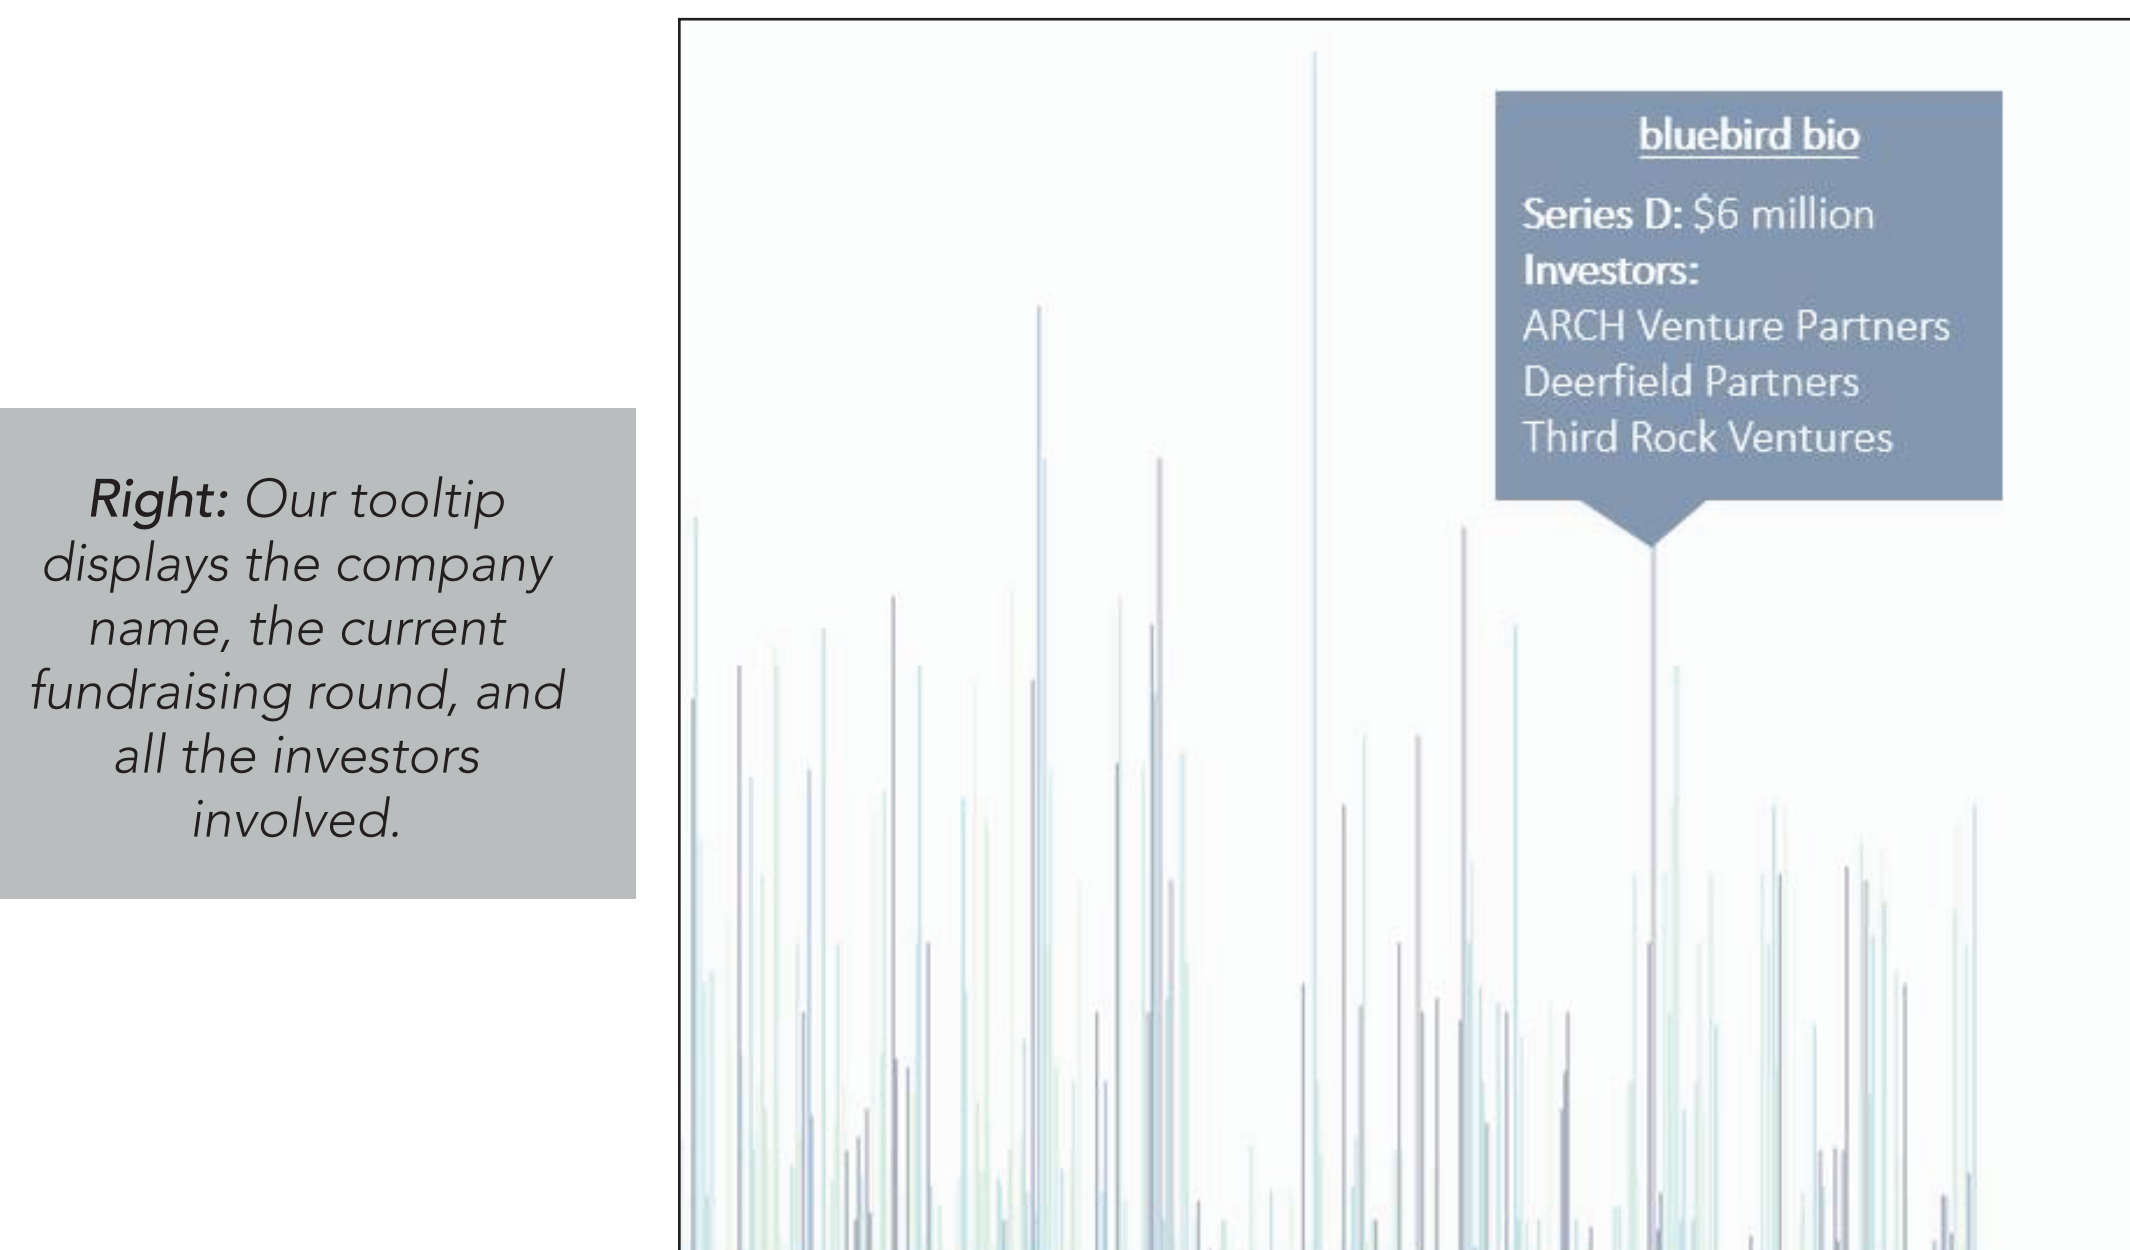 Right: Our tooltip
displays the company
name, the current
fundraising round, and
all the investors
involved.
bluebird bio
Series D: $6 million
Investors:
ARCH Venture Partners
Deerfield Partners
Third Rock Ventures